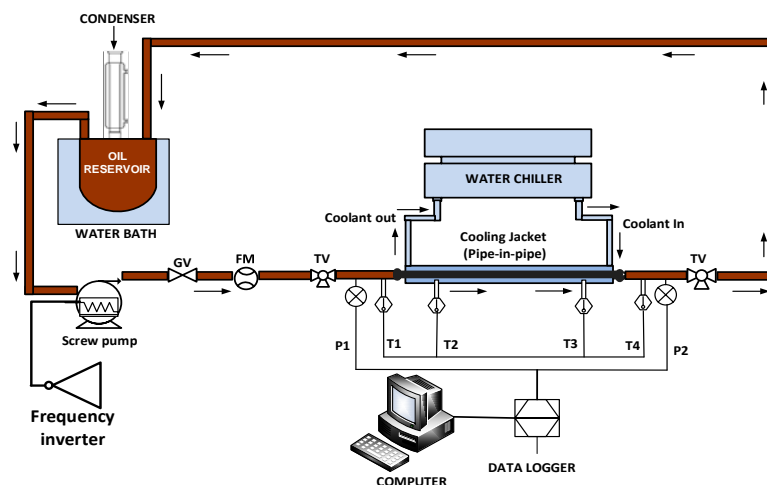 CONDENSER
OIL
RESERVOIR
WATER BATH
WATER CHILLER
Coolant out
Coolant In
Cooling Jacket
(Pipe-in-pipe)
GV
FM
TV
TV
Screw pump
P1
T1
T2
T3
T4
P2
Frequency
inverter
COMPUTER
DATA LOGGER